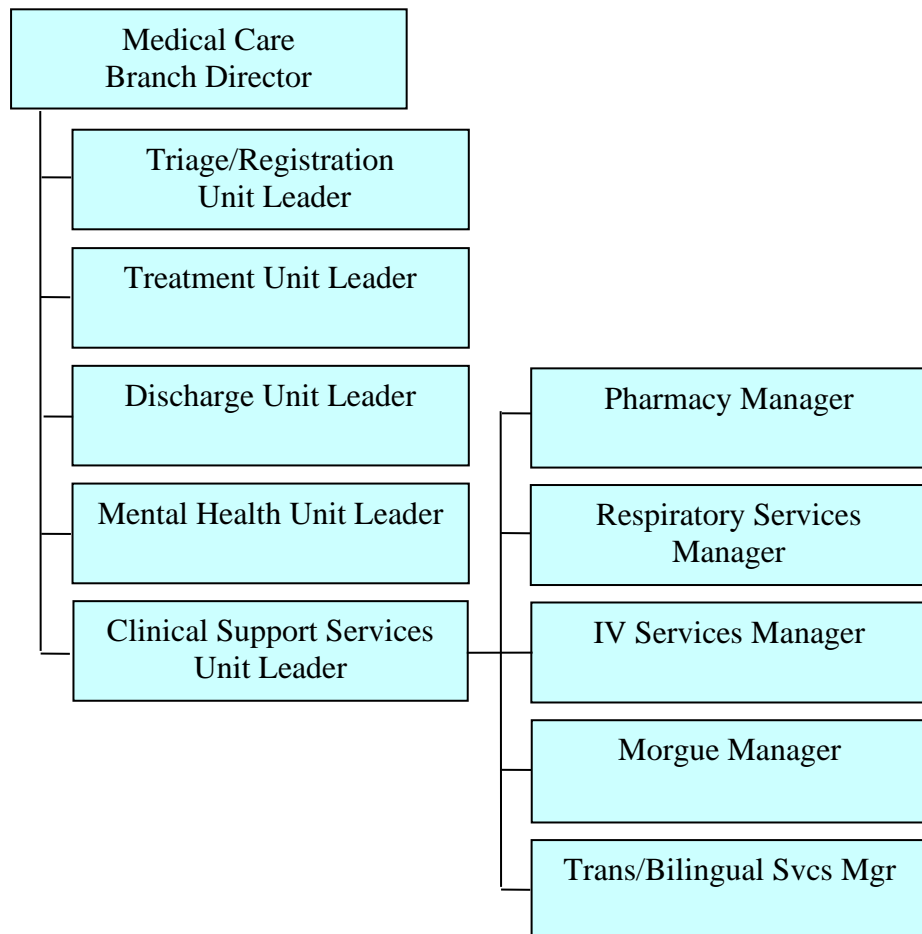 Medical Care
Branch Director
Triage/Registration
Unit Leader
Treatment Unit Leader
Discharge Unit Leader
Mental Health Unit Leader
Clinical Support Services
Unit Leader
Pharmacy Manager
Respiratory Services
Manager
IV Services Manager
Morgue Manager
Trans/Bilingual Svcs Mgr